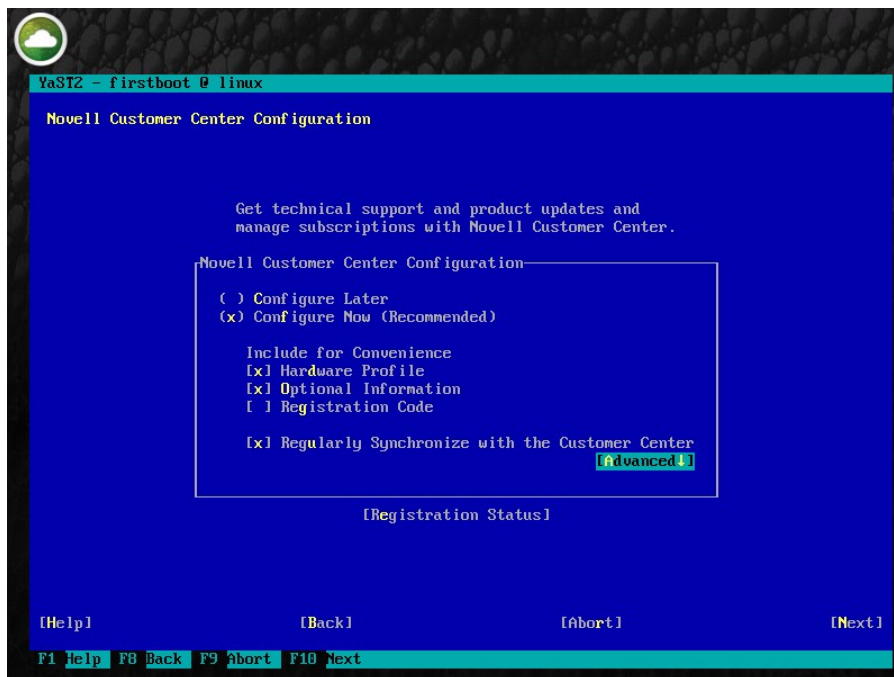 YaST2 - firstboot @ linux
Novell Customer Center Configuration
Get technical support and product updates and
manage subscriptions with Novell Customer Center.
Novell Customer Center Configuration
( ) Configure Later
(x) Configure Now (Recommended)
Include for Convenience
[x] Hardware Profile
[x] Optional Information
[ ] Registration Code
[x] Regularly Synchronize with the Customer Center
[Advanced↓]
[Registration Status]
[Help] [Back] [Abort] [Next]
F1 Help F8 Back F9 Abort F10 Next